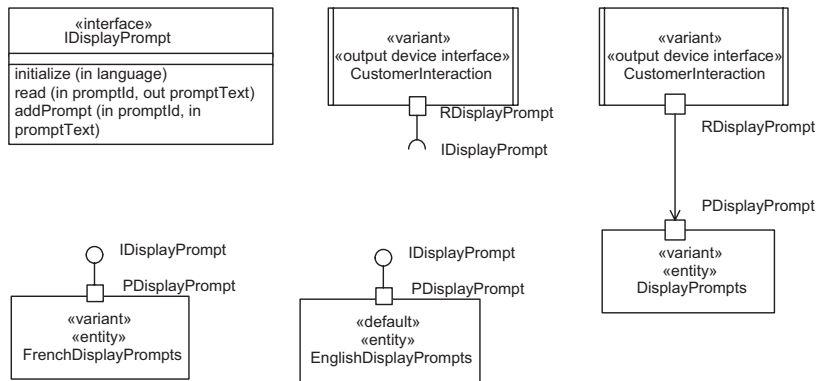 «interface»
IDisplayPrompt
initialize (in language)
read (in promptId, out promptText)
addPrompt (in promptId, in
promptText)
«variant»
«output device interface»
CustomerInteraction
RDisplayPrompt
IDisplayPrompt
«variant»
«output device interface»
CustomerInteraction
RDisplayPrompt
PDisplayPrompt
«variant»
«entity»
DisplayPrompts
IDisplayPrompt
PDisplayPrompt
«variant»
«entity»
FrenchDisplayPrompts
IDisplayPrompt
PDisplayPrompt
«default»
«entity»
EnglishDisplayPrompts